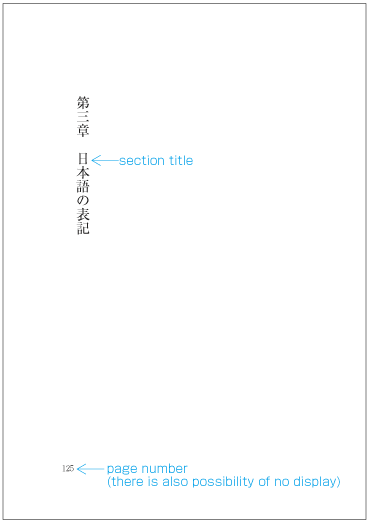 第三章　日本語の表記
section title
125
page number
(there is also possibility of no display)